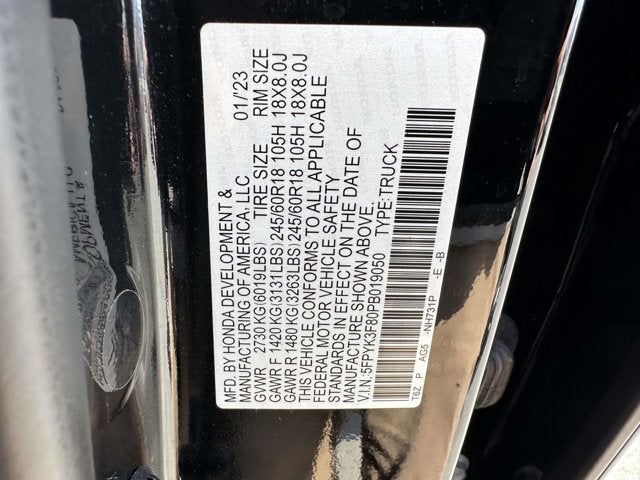 MFD. BY HONDA DEVELOPMENT &
MANUFACTURING OF AMERICA, LLC 01/'23
GVWR 2730 KG(6019LBS) TIRE SIZE RIM SIZE
GAWR F 1420 KG(3131LBS) 245/60R18 105H 18X8.0J
GAWR R 1480 KG(3263LBS) 245/60R18 105H 18X8.0J
THIS VEHICLE CONFORMS TO ALL APPLICABLE
FEDERAL MOTOR VEHICLE SAFETY
STANDARDS IN EFFECT ON THE DATE OF
MANUFACTURE SHOWN ABOVE.
V.I.N.:5FPYK3F80PB019050 TYPE:TRUCK
T6Z P AG5 -NH731P -E -B